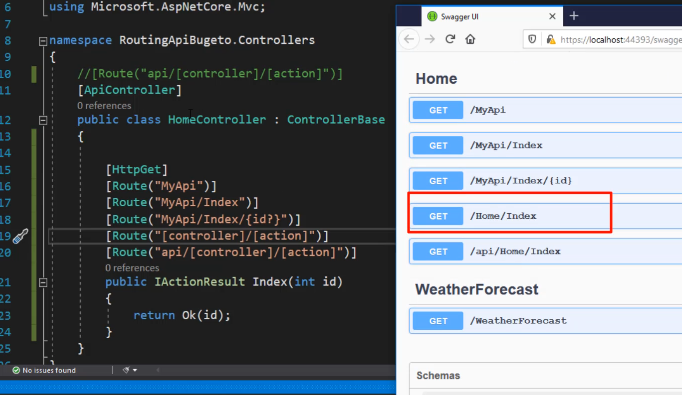 6 using Microsoft.AspNetCore.Mvc;
7
8 namespace RoutingApiBugeto.Controllers
9 {
10 //[Route("api/[controller]/[action]")]
11 [ApiController]
0 references
12 public class HomeController : ControllerBase
13 {
14
15 [HttpGet]
16 [Route("MyApi")]
17 [Route("MyApi/Index")]
18 [Route("MyApi/Index/{id?}")]
19 [Route("[controller]/[action]")]
20 [Route("api/[controller]/[action]")]
0 references
21 public IActionResult Index(int id)
22 {
23 return Ok(id);
24 }
25 }
No issues found
Swagger UI
https://localhost:44393/swagge
Home
GET /MyApi
GET /MyApi/Index
GET /MyApi/Index/{id}
GET /Home/Index
GET /api/Home/Index
WeatherForecast
GET /WeatherForecast
Schemas